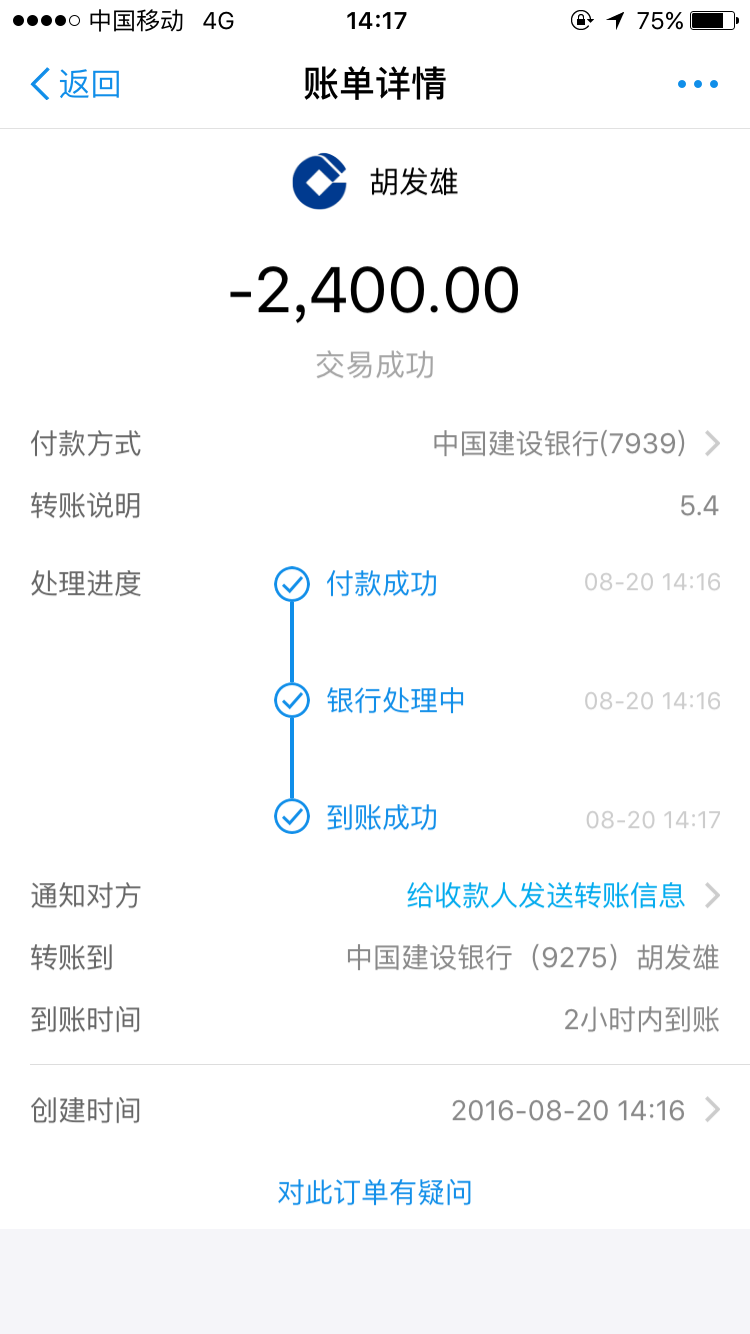 中国移动 4G 14:17 75%
返回 账单详情
胡发雄
-2,400.00
交易成功
付款方式 中国建设银行(7939)
转账说明 5.4
处理进度 付款成功 08-20 14:16
银行处理中 08-20 14:16
到账成功 08-20 14:17
通知对方 给收款人发送转账信息
转账到 中国建设银行（9275）胡发雄
到账时间 2小时内到账
创建时间 2016-08-20 14:16
对此订单有疑问